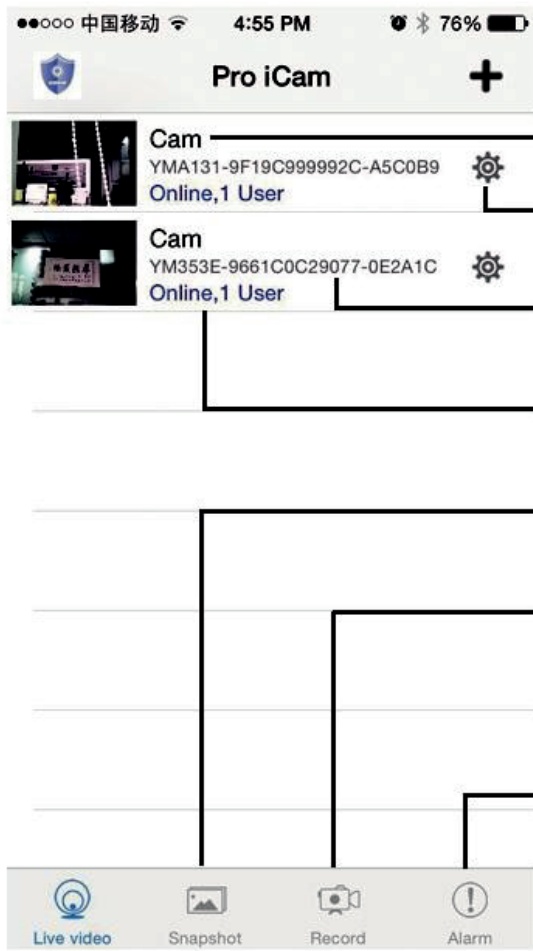 中国移动 4:55 PM 76%
Pro iCam
Cam
YMA131-9F19C999992C-A5C0B9
Online,1 User
Cam
YM353E-9661C0C29077-0E2A1C
Online,1 User
Live video Snapshot Record Alarm